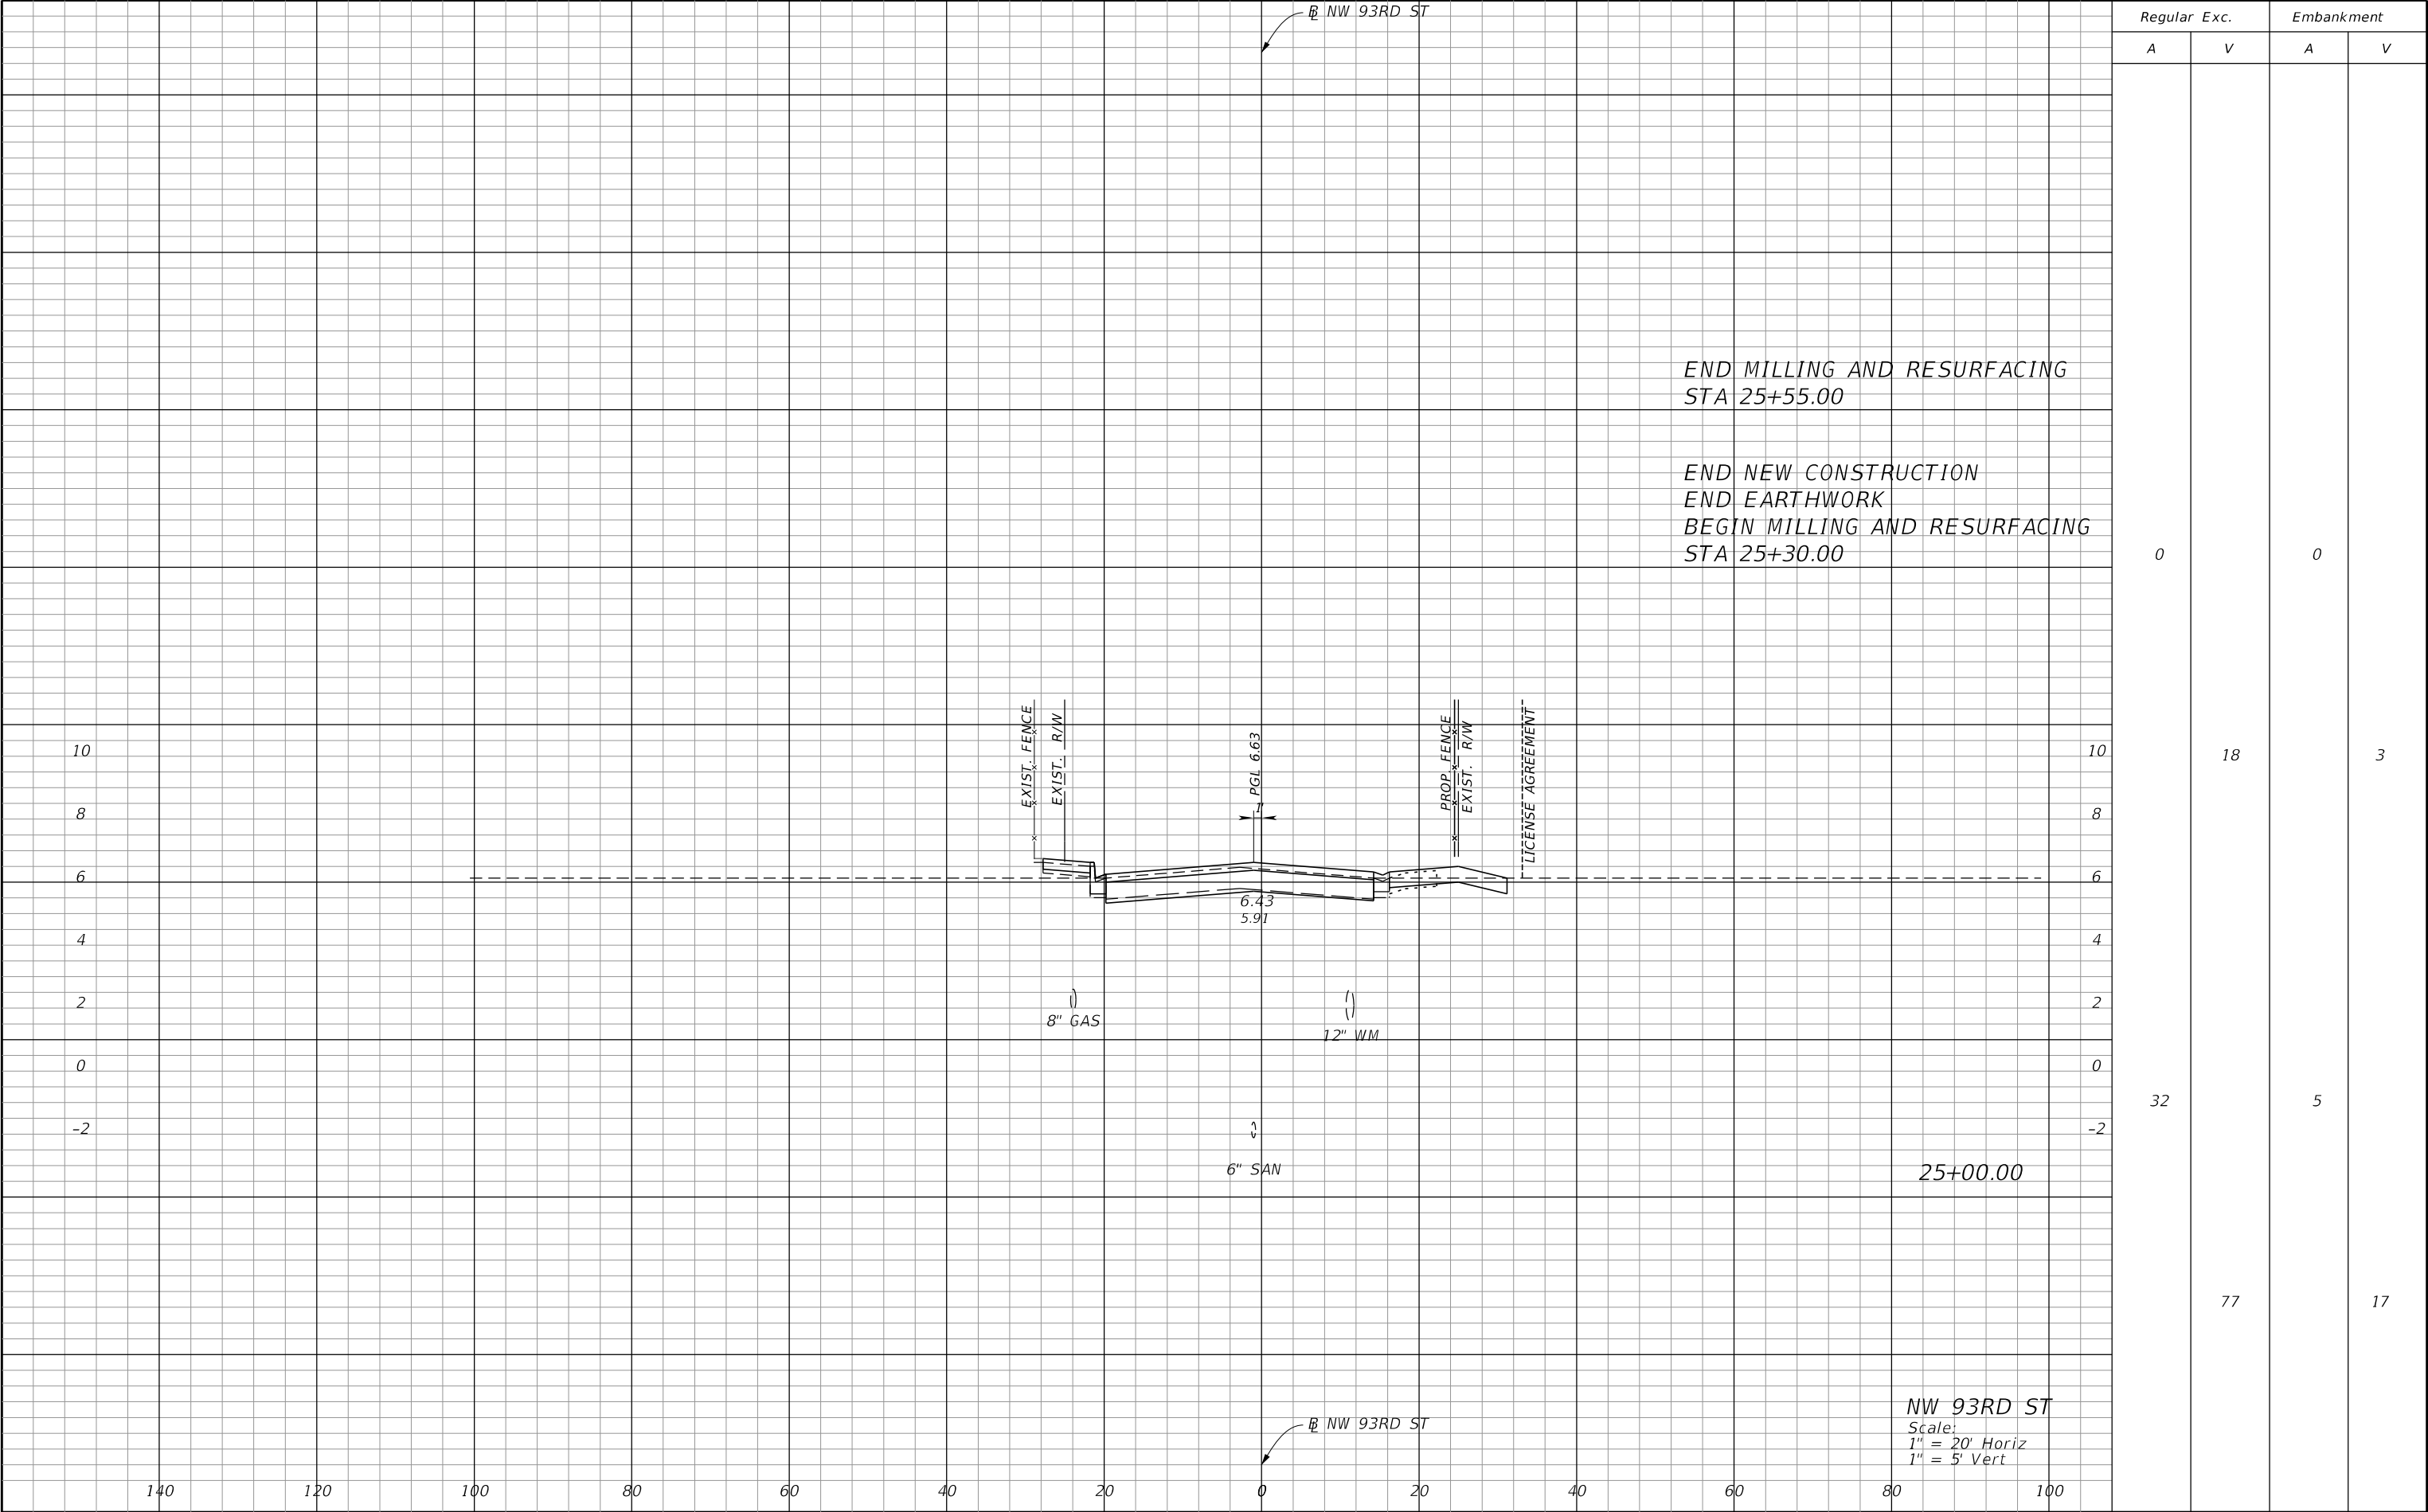 ℄ NW 93RD ST
Regular Exc.
Embankment
A
V
A
V
END MILLING AND RESURFACING
STA 25+55.00
END NEW CONSTRUCTION
END EARTHWORK
BEGIN MILLING AND RESURFACING
STA 25+30.00
0
0
EXIST. FENCE
EXIST. R/W
PGL 6.63
PROP. FENCE
EXIST. R/W
LICENSE AGREEMENT
10
10
18
3
8
1'
8
6
6
6.43
5.91
4
4
2
2
8" GAS
12" WM
0
0
32
5
-2
-2
6" SAN
25+00.00
77
17
NW 93RD ST
℄ NW 93RD ST
Scale:
1" = 20' Horiz
1" = 5' Vert
140
120
100
80
60
40
20
0
20
40
60
80
100